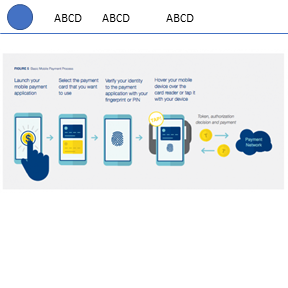 ABCD ABCD ABCD
FIGURE 2 Basic Mobile Payment Process
Launch your
mobile payment
application
Select the payment
card that you want
to use
Verify your identity
to the payment
application with your
fingerprint or PIN
Hover your mobile
device over the
card reader or tap it
with your device
Token, authorization
decision and payment
Payment
Network